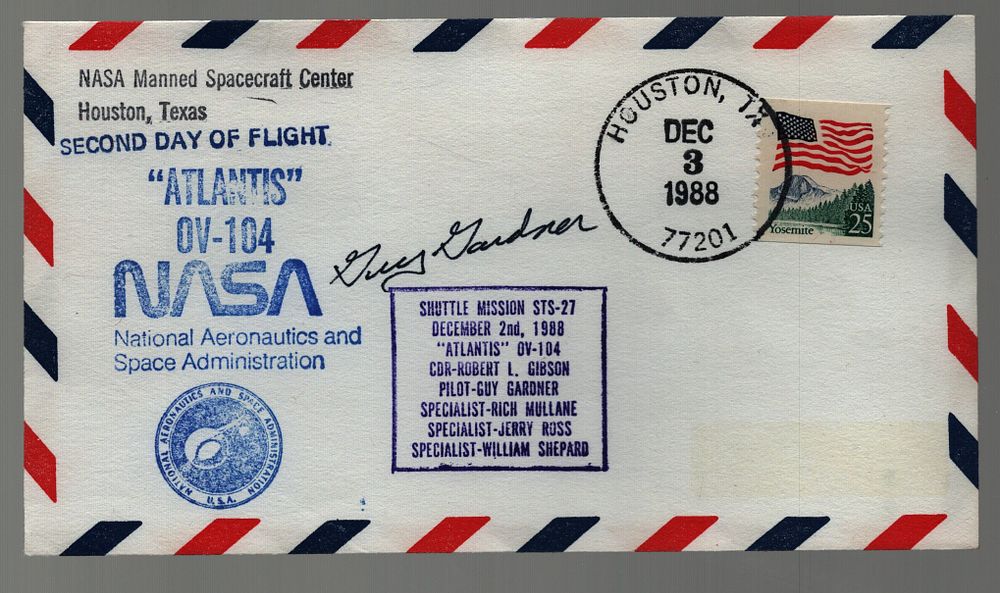 NASA Manned Spacecraft Center
Houston, Texas
SECOND DAY OF FLIGHT
"ATLANTIS"
OV-104
NASA
National Aeronautics and
Space Administration
NATIONAL AERONAUTICS AND SPACE ADMINISTRATION
U.S.A.
Guy Gardner
SHUTTLE MISSION STS-27
DECEMBER 2nd, 1988
"ATLANTIS" OV-104
CDR-ROBERT L. GIBSON
PILOT-GUY GARDNER
SPECIALIST-RICH MULLANE
SPECIALIST-JERRY ROSS
SPECIALIST-WILLIAM SHEPARD
HOUSTON, TX
DEC
3
1988
77201
USA
25
Yosemite